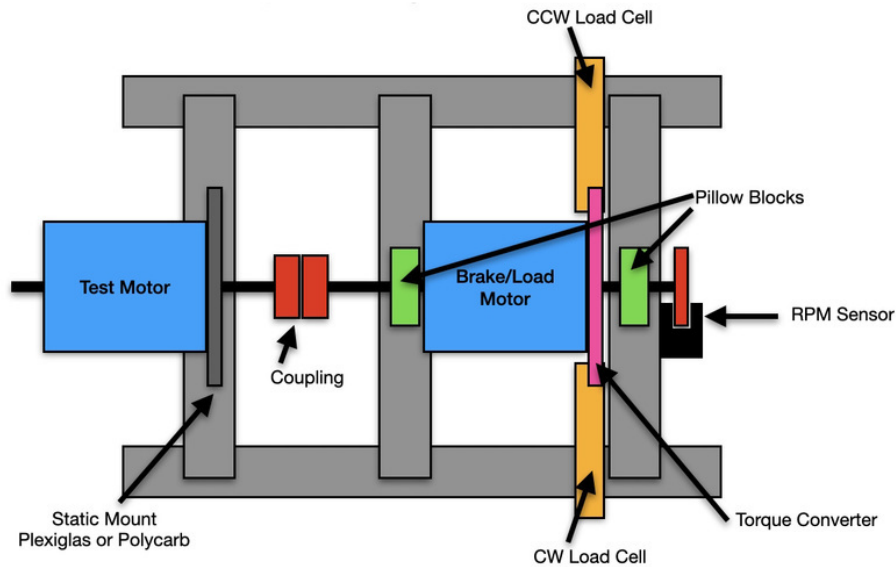 CCW Load Cell
Pillow Blocks
Test Motor
Brake/Load
Motor
RPM Sensor
Coupling
Static Mount
Plexiglas or Polycarb
Torque Converter
CW Load Cell